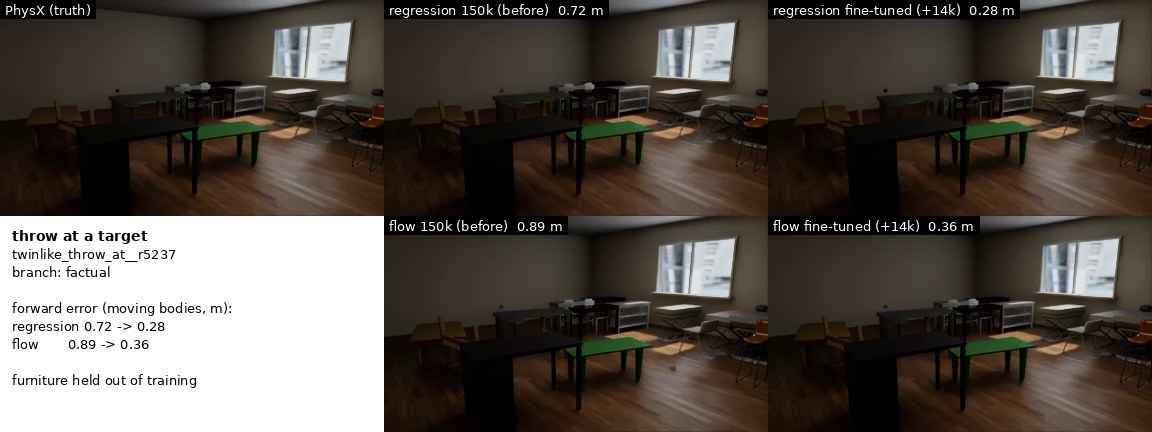 PhysX (truth)
regression 150k (before)  0.72 m
regression fine-tuned (+14k)  0.28 m
throw at a target
twinlike_throw_at__r5237
branch: factual
forward error (moving bodies, m):
regression 0.72 -> 0.28
flow       0.89 -> 0.36
furniture held out of training
flow 150k (before)  0.89 m
flow fine-tuned (+14k)  0.36 m